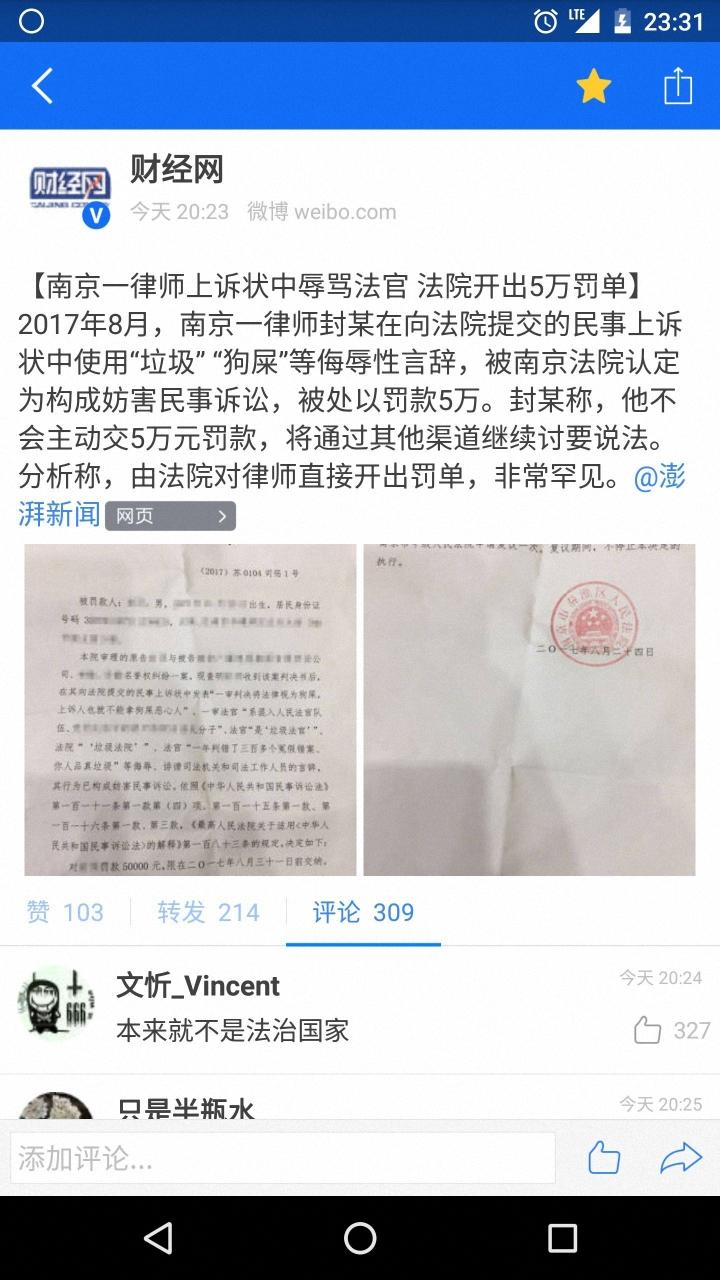 23:31
财经网
今天 20:23 微博 weibo.com
【南京一律师上诉状中辱骂法官 法院开出5万罚单】
2017年8月，南京一律师封某在向法院提交的民事上诉
状中使用“垃圾” “狗屎”等侮辱性言辞，被南京法院认定
为构成妨害民事诉讼，被处以罚款5万。封某称，他不
会主动交5万元罚款，将通过其他渠道继续讨要说法。
分析称，由法院对律师直接开出罚单，非常罕见。@澎
湃新闻 网页
（2017）苏0104司惩1号
被罚款人： 男， 出生，居民身份证
号码3
本院审理的原告 与被告 公
司、 名誉权纠纷一案，现查明 收到该案判决书后，
在其向法院提交的民事上诉状中发表“一审判决将法律视为狗屎，
上诉人也就不能拿狗屎恶心人”、一审法官“系混入人民法官队
伍、 分子”、法官“是‘垃圾法官’”、
法院“‘垃圾法院’”、法官“一年判错了三百多个冤假错案、
你人品真垃圾”等侮辱、诽谤司法机关和司法工作人员的言辞，
其行为已构成妨害民事诉讼。依照《中华人民共和国民事诉讼法》
第一百一十一条第一款第（四）项、第一百一十五条第一款、第
一百一十六条第一款、第三款，《最高人民法院关于适用〈中华人
民共和国民事诉讼法〉的解释》第一百八十三条的规定，决定如下：
对 罚款50000元，限在二〇一七年八月三十一日前交纳。
复议期间，不停止本决定的
执行。
二〇一七年八月二十四日
赞 103
转发 214
评论 309
文忻_Vincent
今天 20:24
本来就不是法治国家
327
只是半瓶水
今天 20:25
添加评论...